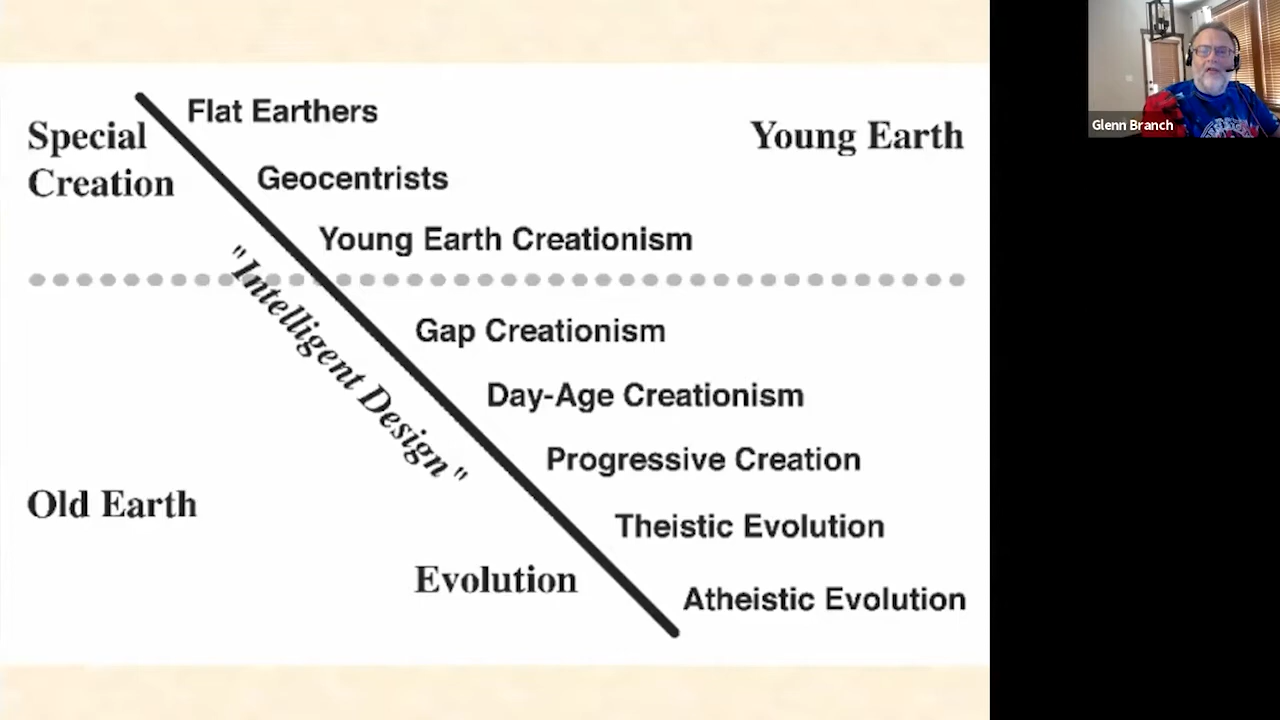 Flat Earthers
Special
Creation
Young Earth
Geocentrists
Young Earth Creationism
"Intelligent Design"
Gap Creationism
Day-Age Creationism
Progressive Creation
Old Earth
Theistic Evolution
Evolution
Atheistic Evolution
Glenn Branch